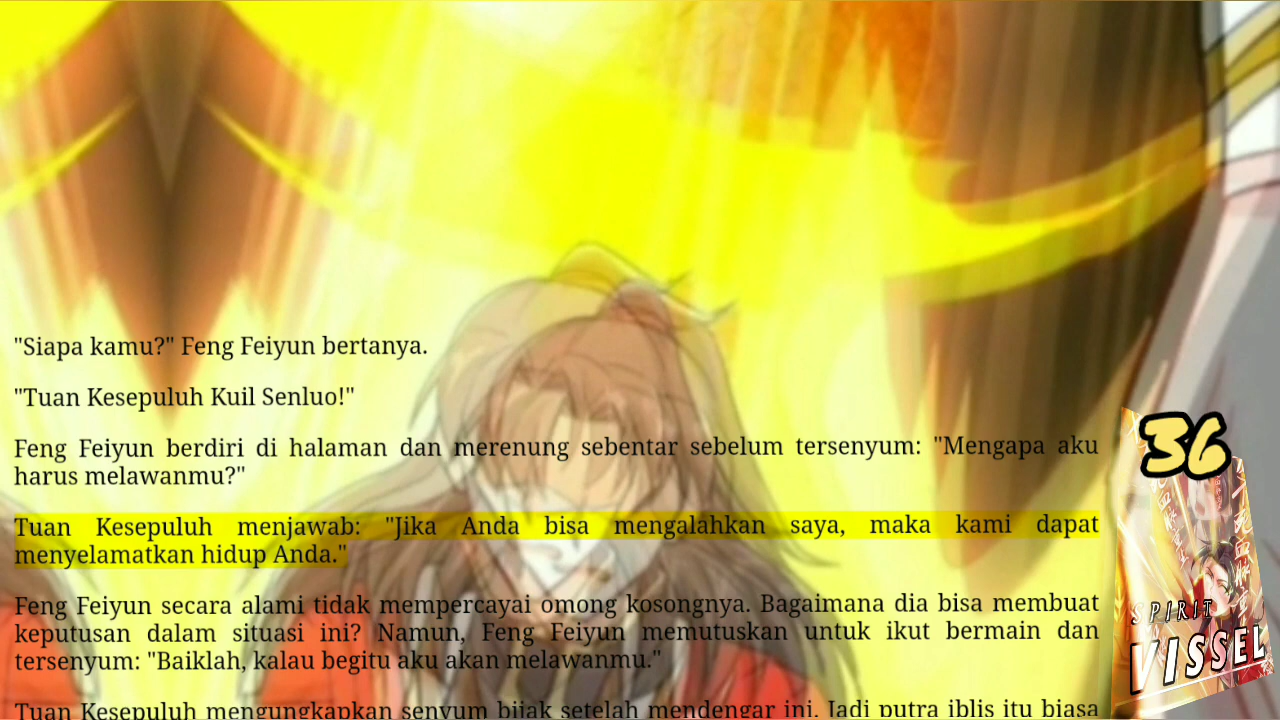 "Siapa kamu?" Feng Feiyun bertanya.
"Tuan Kesepuluh Kuil Senluo!"
Feng Feiyun berdiri di halaman dan merenung sebentar sebelum tersenyum: "Mengapa aku
harus melawanmu?"
Tuan Kesepuluh menjawab: "Jika Anda bisa mengalahkan saya, maka kami dapat
menyelamatkan hidup Anda."
Feng Feiyun secara alami tidak mempercayai omong kosongnya. Bagaimana dia bisa membuat
keputusan dalam situasi ini? Namun, Feng Feiyun memutuskan untuk ikut bermain dan
tersenyum: "Baiklah, kalau begitu aku akan melawanmu."
Tuan Kesepuluh mengungkapkan senyum bijak setelah mendengar ini. Jadi putra iblis itu biasa
36
SPIRIT
VISSEL